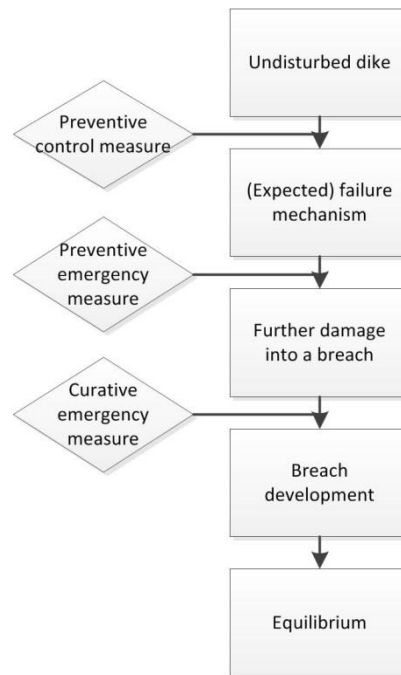 Undisturbed dike
Preventive
control measure
(Expected) failure
mechanism
Preventive
emergency
measure
Further damage
into a breach
Curative
emergency
measure
Breach
development
Equilibrium